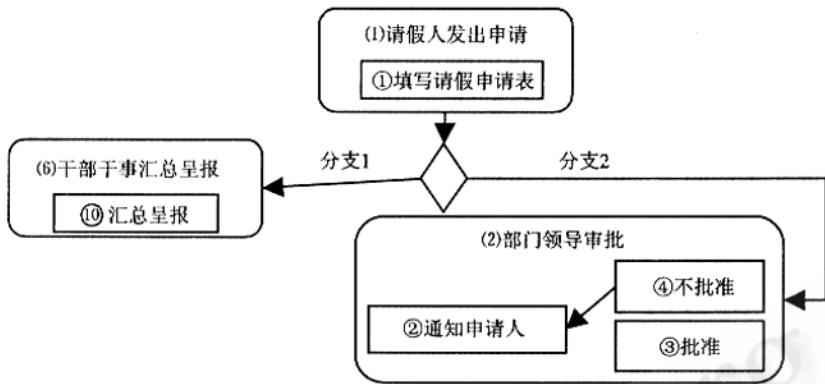 (1)请假人发出申请
①填写请假申请表
分支1
分支2
(6)干部干事汇总呈报
⑩汇总呈报
(2)部门领导审批
④不批准
②通知申请人
③批准